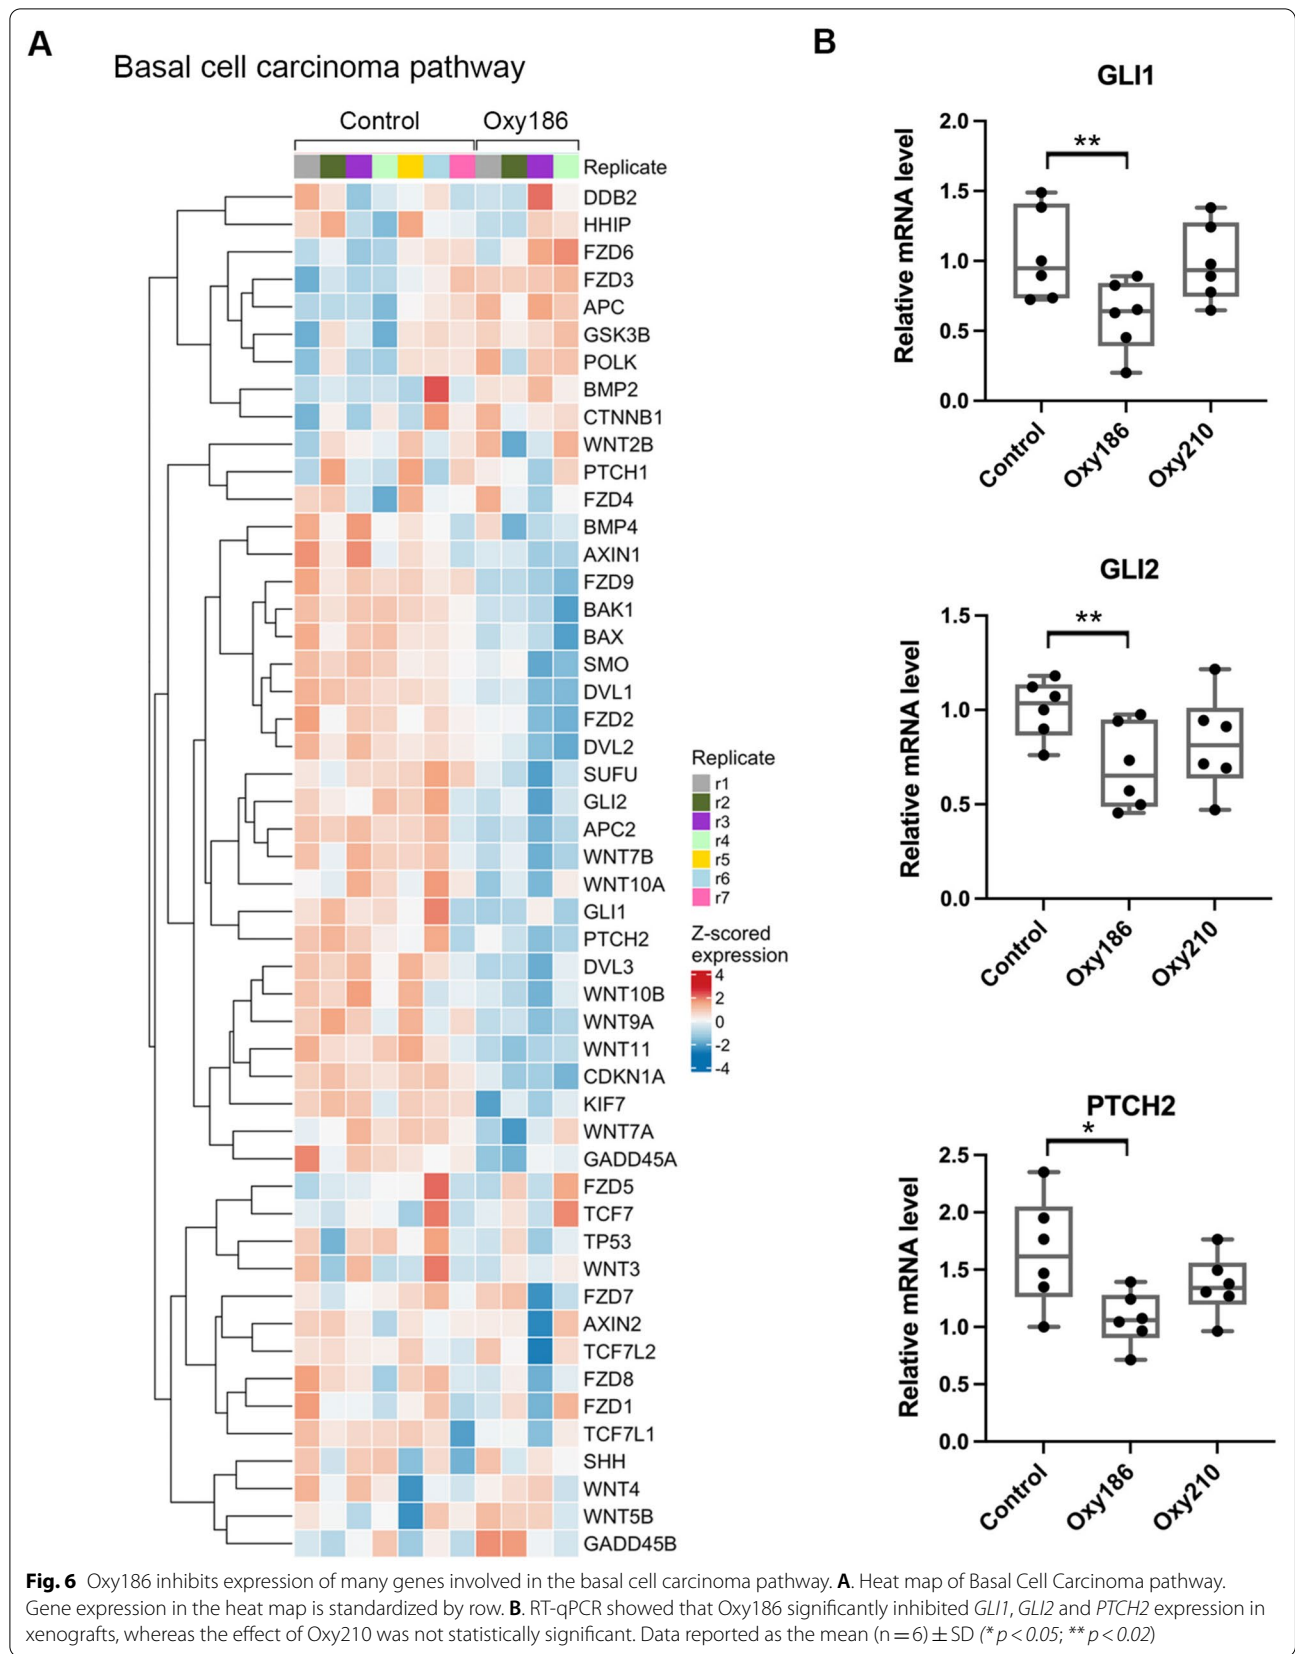 A
Basal cell carcinoma pathway
Control Oxy186
Replicate
DDB2
HHIP
FZD6
FZD3
APC
GSK3B
POLK
BMP2
CTNNB1
WNT2B
PTCH1
FZD4
BMP4
AXIN1
FZD9
BAK1
BAX
SMO
DVL1
FZD2
DVL2
SUFU
GLI2
APC2
WNT7B
WNT10A
GLI1
PTCH2
DVL3
WNT10B
WNT9A
WNT11
CDKN1A
KIF7
WNT7A
GADD45A
FZD5
TCF7
TP53
WNT3
FZD7
AXIN2
TCF7L2
FZD8
FZD1
TCF7L1
SHH
WNT4
WNT5B
GADD45B
Replicate
r1
r2
r3
r4
r5
r6
r7
Z-scored
expression
4
2
0
-2
-4
B
GLI1
Relative mRNA level
2.0
1.5
1.0
0.5
0.0
**
Control
Oxy186
Oxy210
GLI2
Relative mRNA level
1.5
1.0
0.5
0.0
**
Control
Oxy186
Oxy210
PTCH2
Relative mRNA level
2.5
2.0
1.5
1.0
0.5
0.0
*
Control
Oxy186
Oxy210
Fig. 6 Oxy186 inhibits expression of many genes involved in the basal cell carcinoma pathway. A. Heat map of Basal Cell Carcinoma pathway.
Gene expression in the heat map is standardized by row. B. RT-qPCR showed that Oxy186 significantly inhibited GLI1, GLI2 and PTCH2 expression in
xenografts, whereas the effect of Oxy210 was not statistically significant. Data reported as the mean (n = 6) ± SD (* p < 0.05; ** p < 0.02)